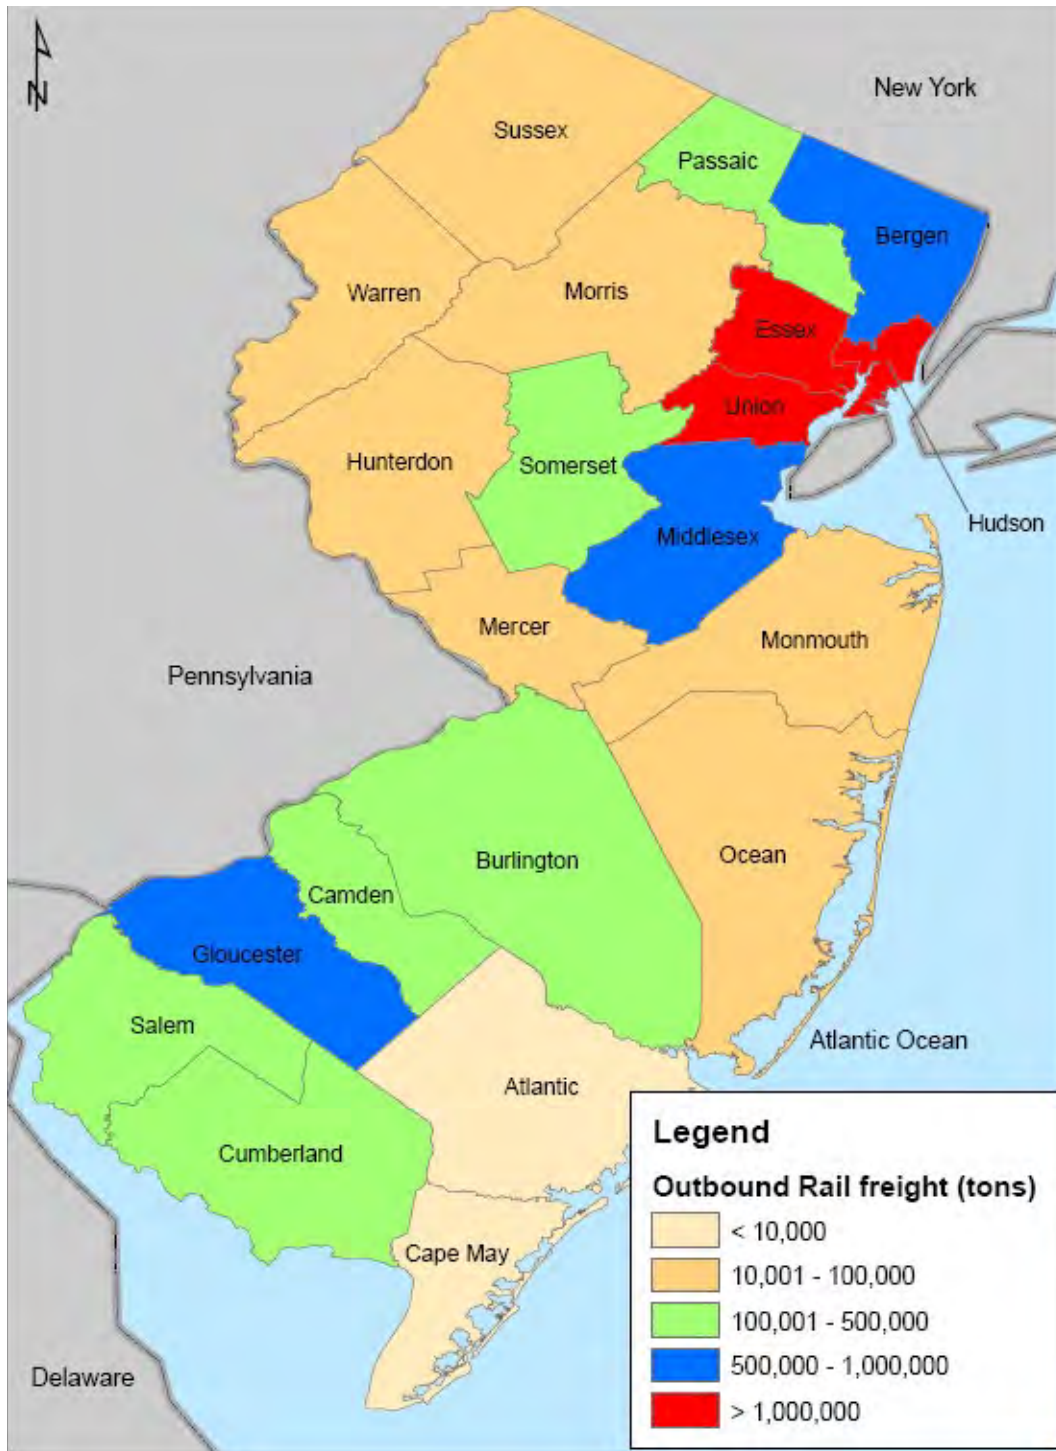 N
New York
Sussex
Passaic
Bergen
Warren
Morris
Essex
Union
Hunterdon
Somerset
Hudson
Middlesex
Mercer
Monmouth
Pennsylvania
Ocean
Burlington
Camden
Gloucester
Salem
Atlantic Ocean
Atlantic
Cumberland
Cape May
Delaware
Legend
Outbound Rail freight (tons)
< 10,000
10,001 - 100,000
100,001 - 500,000
500,000 - 1,000,000
> 1,000,000